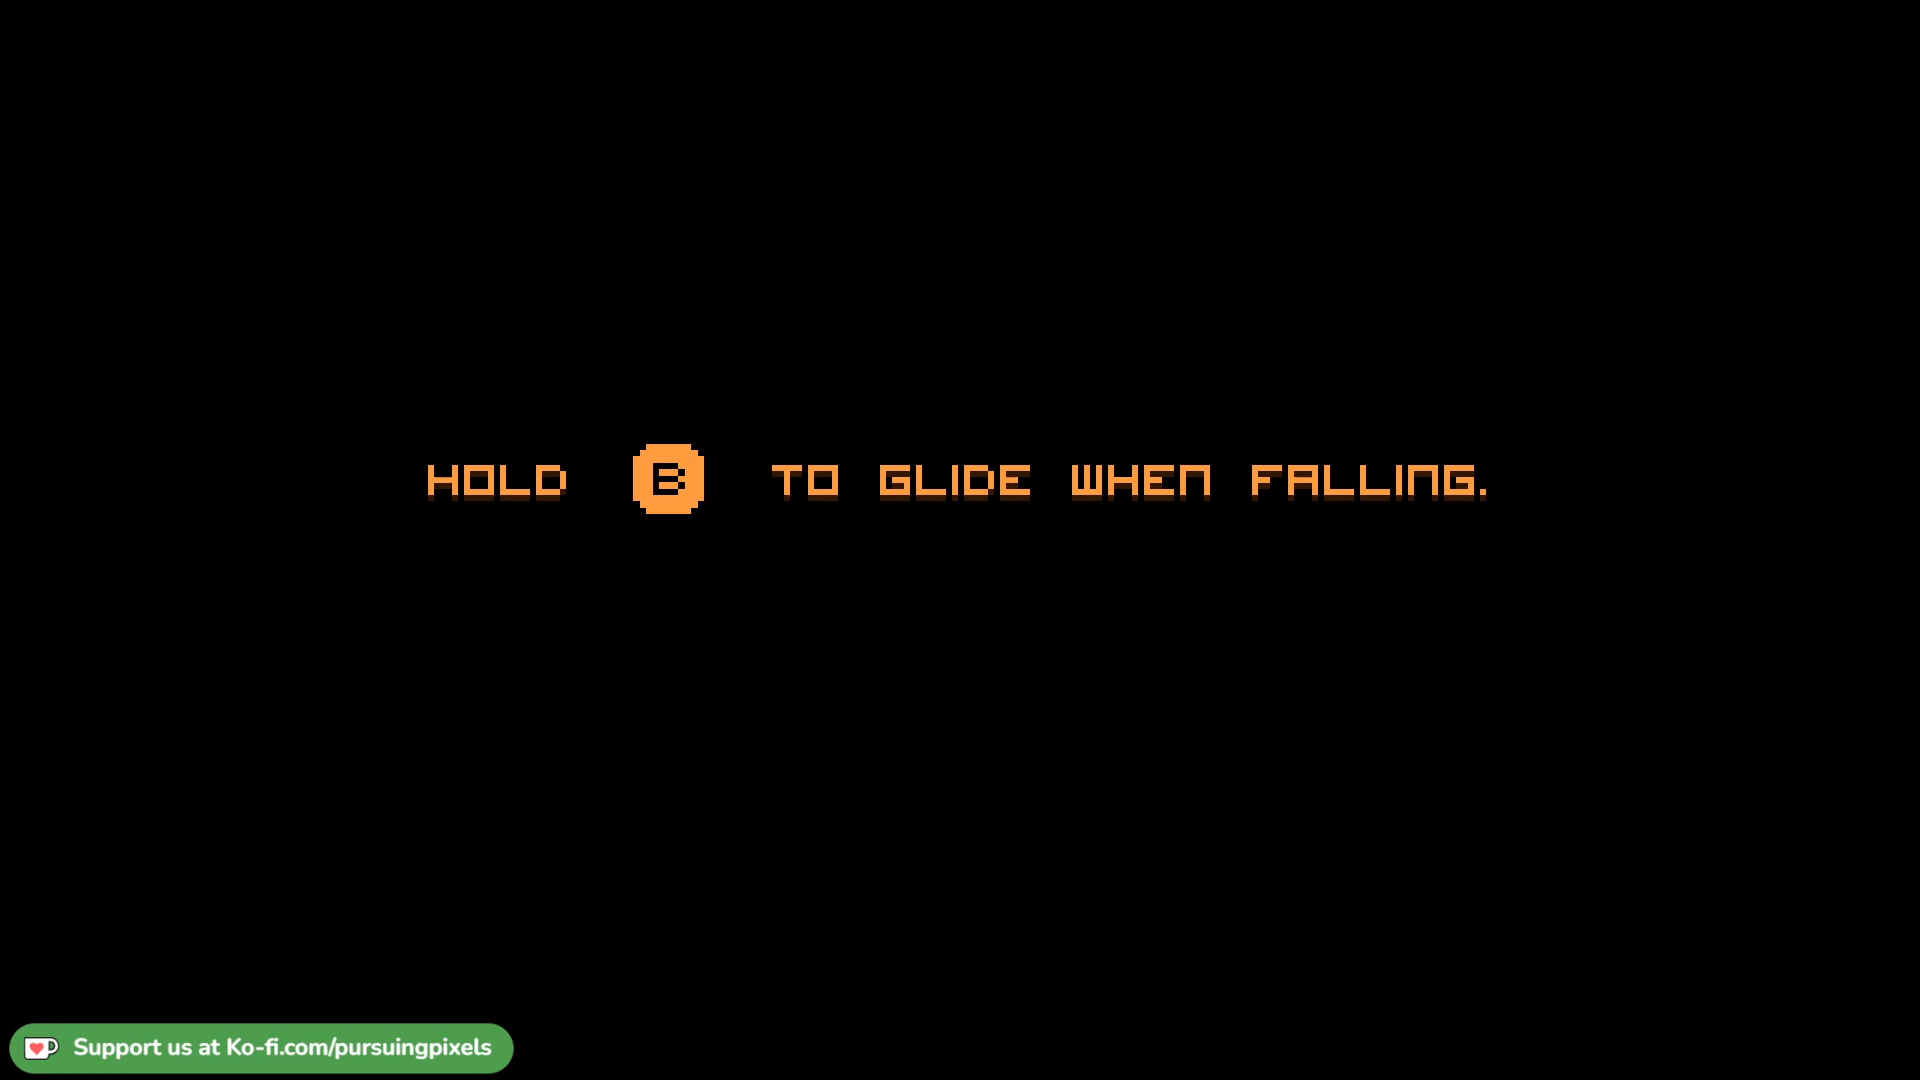 HOLD B TO GLIDE WHEN FALLING.
Support us at Ko-fi.com/pursuingpixels